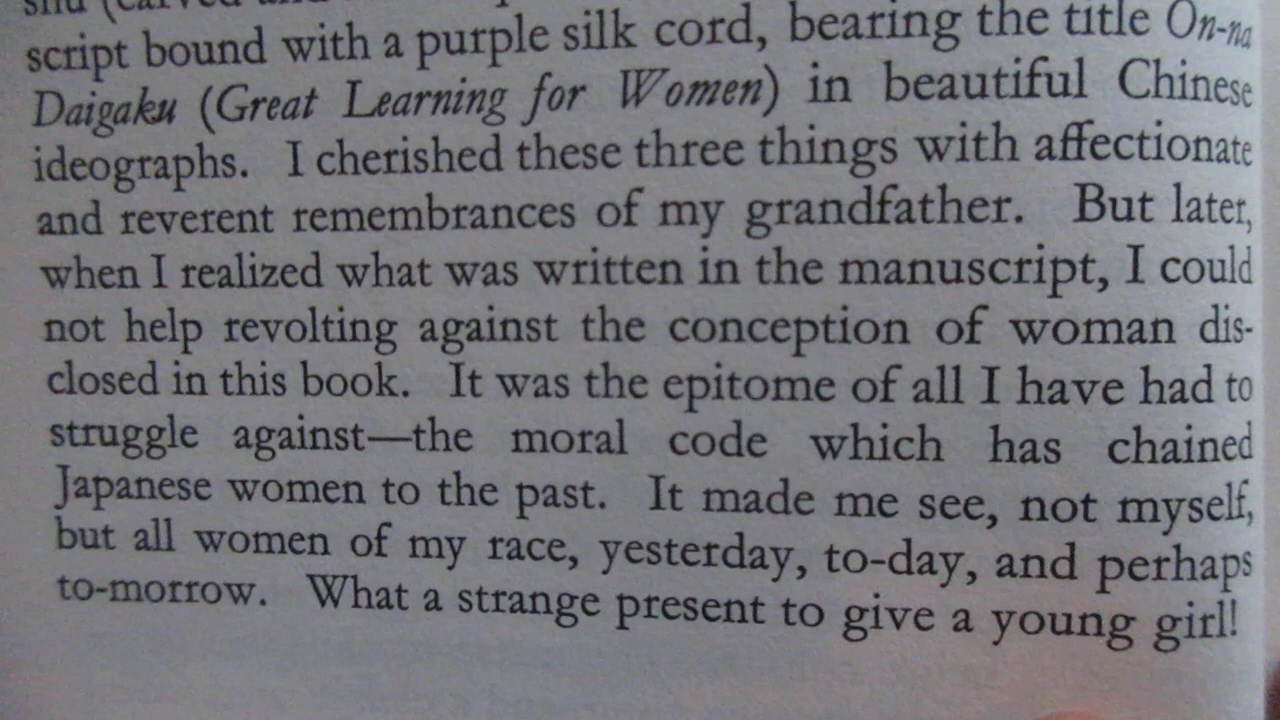 script bound with a purple silk cord, bearing the title On-na
Daigaku (Great Learning for Women) in beautiful Chinese
ideographs. I cherished these three things with affectionate
and reverent remembrances of my grandfather. But later,
when I realized what was written in the manuscript, I could
not help revolting against the conception of woman dis-
closed in this book. It was the epitome of all I have had to
struggle against—the moral code which has chained
Japanese women to the past. It made me see, not myself,
but all women of my race, yesterday, to-day, and perhaps
to-morrow. What a strange present to give a young girl!